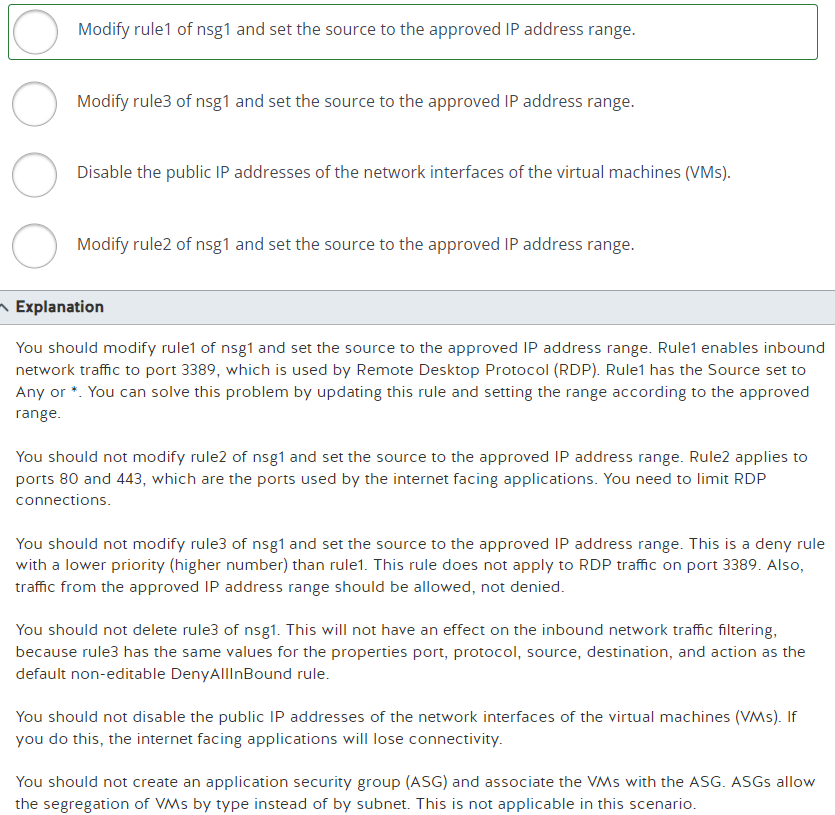 Modify rule1 of nsg1 and set the source to the approved IP address range.
Modify rule3 of nsg1 and set the source to the approved IP address range.
Disable the public IP addresses of the network interfaces of the virtual machines (VMs).
Modify rule2 of nsg1 and set the source to the approved IP address range.
Explanation
You should modify rule1 of nsg1 and set the source to the approved IP address range. Rule1 enables inbound
network traffic to port 3389, which is used by Remote Desktop Protocol (RDP). Rule1 has the Source set to
Any or *. You can solve this problem by updating this rule and setting the range according to the approved
range.
You should not modify rule2 of nsg1 and set the source to the approved IP address range. Rule2 applies to
ports 80 and 443, which are the ports used by the internet facing applications. You need to limit RDP
connections.
You should not modify rule3 of nsg1 and set the source to the approved IP address range. This is a deny rule
with a lower priority (higher number) than rule1. This rule does not apply to RDP traffic on port 3389. Also,
traffic from the approved IP address range should be allowed, not denied.
You should not delete rule3 of nsg1. This will not have an effect on the inbound network traffic filtering,
because rule3 has the same values for the properties port, protocol, source, destination, and action as the
default non-editable DenyAllInBound rule.
You should not disable the public IP addresses of the network interfaces of the virtual machines (VMs). If
you do this, the internet facing applications will lose connectivity.
You should not create an application security group (ASG) and associate the VMs with the ASG. ASGs allow
the segregation of VMs by type instead of by subnet. This is not applicable in this scenario.